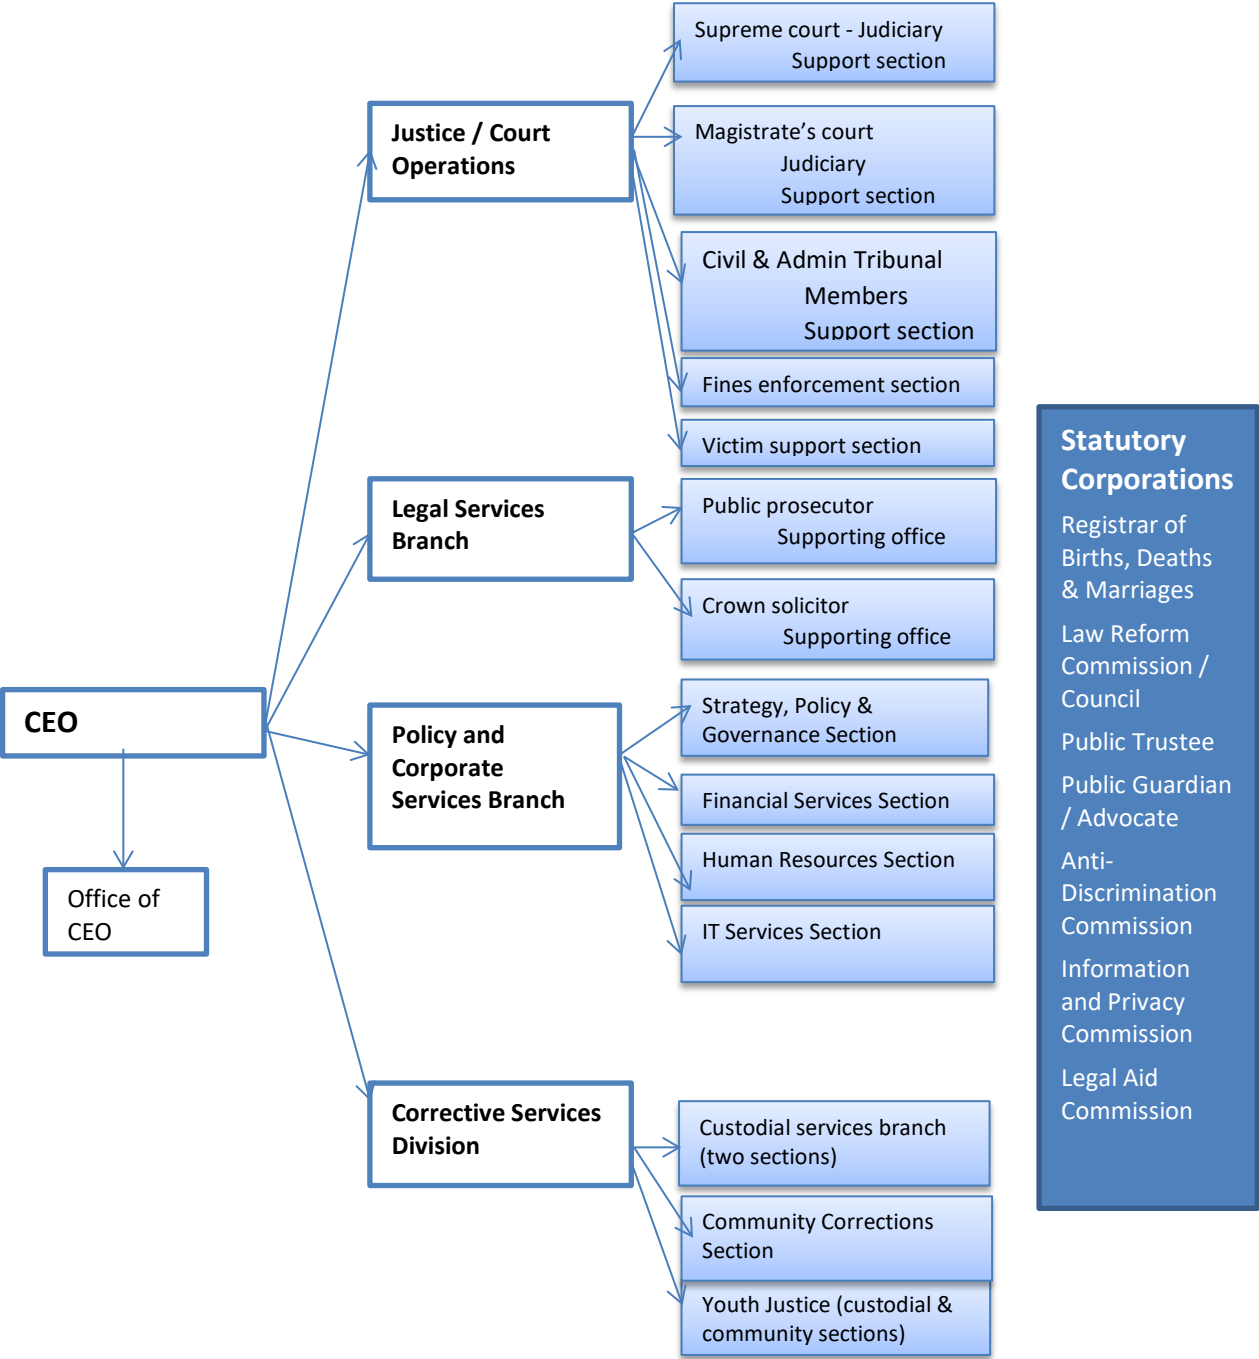 Supreme court - Judiciary
Support section
Justice / Court
Operations
Magistrate’s court
Judiciary
Support section
Civil & Admin Tribunal
Members
Support section
Fines enforcement section
Victim support section
Legal Services
Branch
Public prosecutor
Supporting office
Crown solicitor
Supporting office
CEO
Office of
CEO
Policy and
Corporate
Services Branch
Strategy, Policy &
Governance Section
Financial Services Section
Human Resources Section
IT Services Section
Corrective Services
Division
Custodial services branch
(two sections)
Community Corrections
Section
Youth Justice (custodial &
community sections)
Statutory
Corporations
Registrar of
Births, Deaths
& Marriages
Law Reform
Commission /
Council
Public Trustee
Public Guardian
/ Advocate
Anti-
Discrimination
Commission
Information
and Privacy
Commission
Legal Aid
Commission